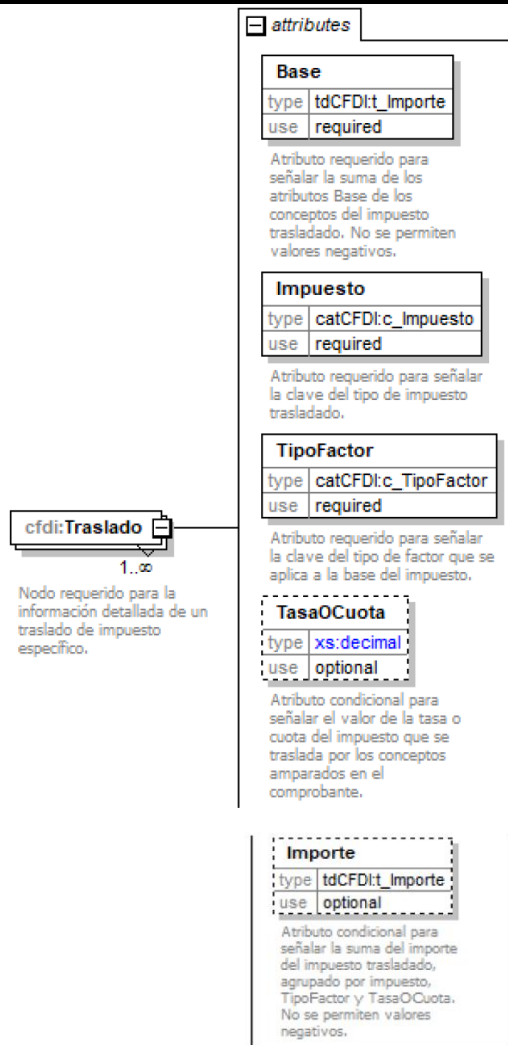 attributes
Base
type tdCFDI:t_Importe
use required
Atributo requerido para
señalar la suma de los
atributos Base de los
conceptos del impuesto
trasladado. No se permiten
valores negativos.
Impuesto
type catCFDI:c_Impuesto
use required
Atributo requerido para señalar
la clave del tipo de impuesto
trasladado.
TipoFactor
type catCFDI:c_TipoFactor
use required
Atributo requerido para señalar
la clave del tipo de factor que se
aplica a la base del impuesto.
cfdi:Traslado
1..∞
Nodo requerido para la
información detallada de un
traslado de impuesto
específico.
TasaOCuota
type xs:decimal
use optional
Atributo condicional para
señalar el valor de la tasa o
cuota del impuesto que se
traslada por los conceptos
amparados en el
comprobante.
Importe
type tdCFDI:t_Importe
use optional
Atributo condicional para
señalar la suma del importe
del impuesto trasladado,
agrupado por impuesto,
TipoFactor y TasaOCuota.
No se permiten valores
negativos.